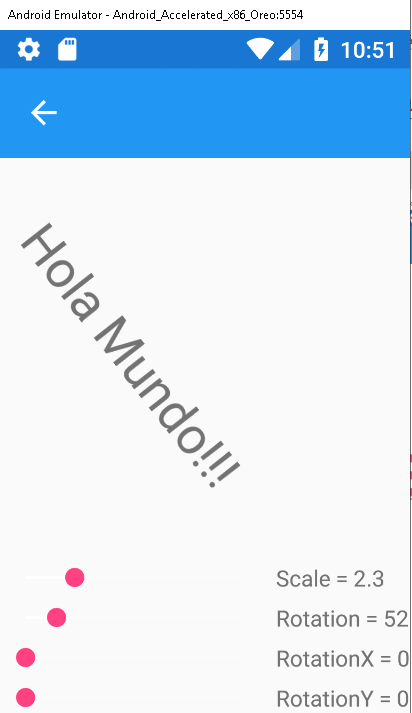 Android Emulator - Android_Accelerated_x86_Oreo:5554
10:51
Hola Mundo!!!
Scale = 2.3
Rotation = 52
RotationX = 0
RotationY = 0